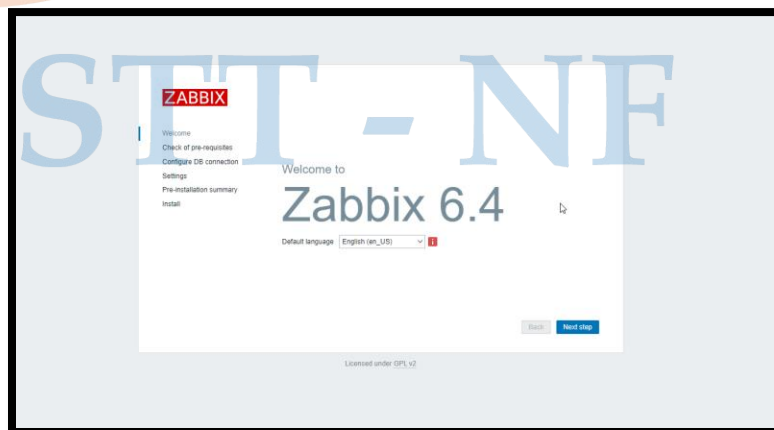 STT - NF
ZABBIX
Welcome
Check of pre-requisites
Configure DB connection
Settings
Pre-installation summary
Install
Welcome to
Zabbix 6.4
Default language English (en_US)
Back Next step
Licensed under GPL v2